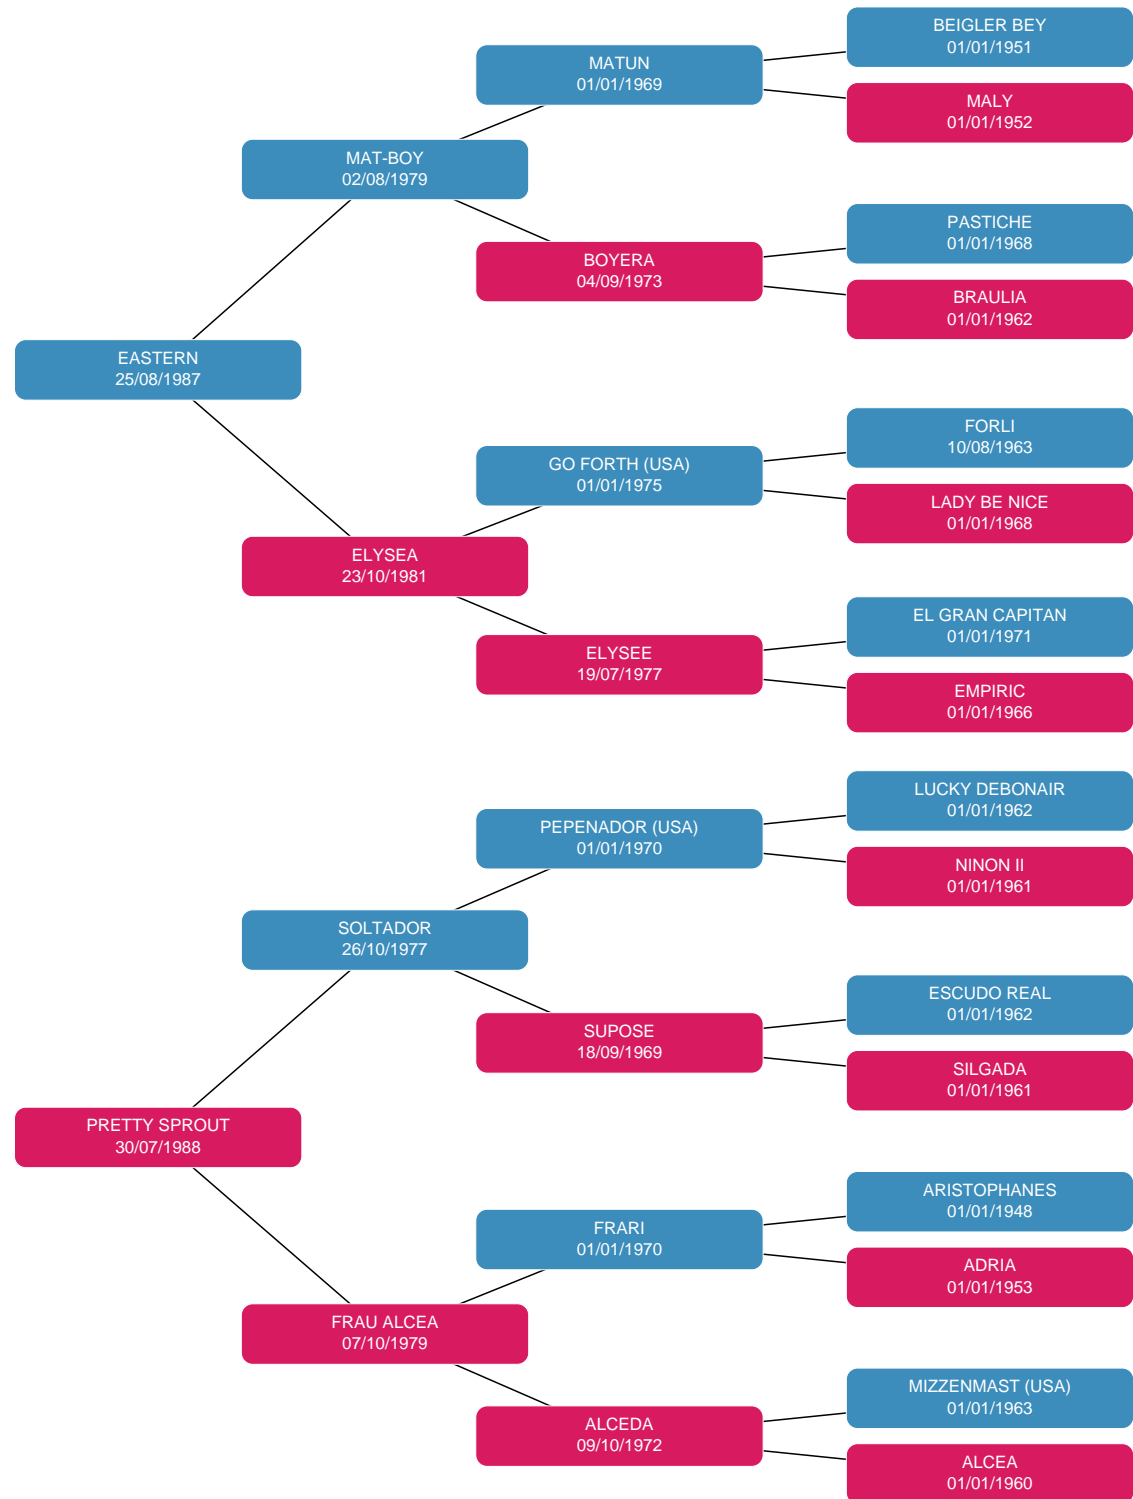 BEIGLER BEY
01/01/1951
MATUN
01/01/1969
MALY
01/01/1952
MAT-BOY
02/08/1979
PASTICHE
01/01/1968
BOYERA
04/09/1973
BRAULIA
01/01/1962
EASTERN
25/08/1987
FORLI
10/08/1963
GO FORTH (USA)
01/01/1975
LADY BE NICE
01/01/1968
ELYSEA
23/10/1981
EL GRAN CAPITAN
01/01/1971
ELYSEE
19/07/1977
EMPIRIC
01/01/1966
LUCKY DEBONAIR
01/01/1962
PEPENADOR (USA)
01/01/1970
NINON II
01/01/1961
SOLTADOR
26/10/1977
ESCUDO REAL
01/01/1962
SUPOSE
18/09/1969
SILGADA
01/01/1961
PRETTY SPROUT
30/07/1988
ARISTOPHANES
01/01/1948
FRARI
01/01/1970
ADRIA
01/01/1953
FRAU ALCEA
07/10/1979
MIZZENMAST (USA)
01/01/1963
ALCEDA
09/10/1972
ALCEA
01/01/1960